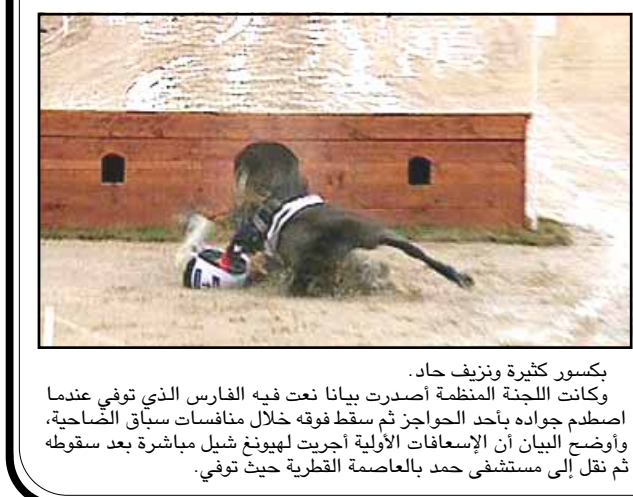 بكسور كثيرة ونزيف حاد.
وكانت اللجنة المنظمة أصدرت بيانا نعت فيه الفارس الذي توفي عندما
اصطدم جواده بأحد الحواجز ثم سقط فوقه خلال منافسات سباق الضاحية،
وأوضح البيان أن الإسعافات الأولية أجريت لهيونغ شيل مباشرة بعد سقوطه
ثم نقل إلى مستشفى حمد بالعاصمة القطرية حيث توفي.